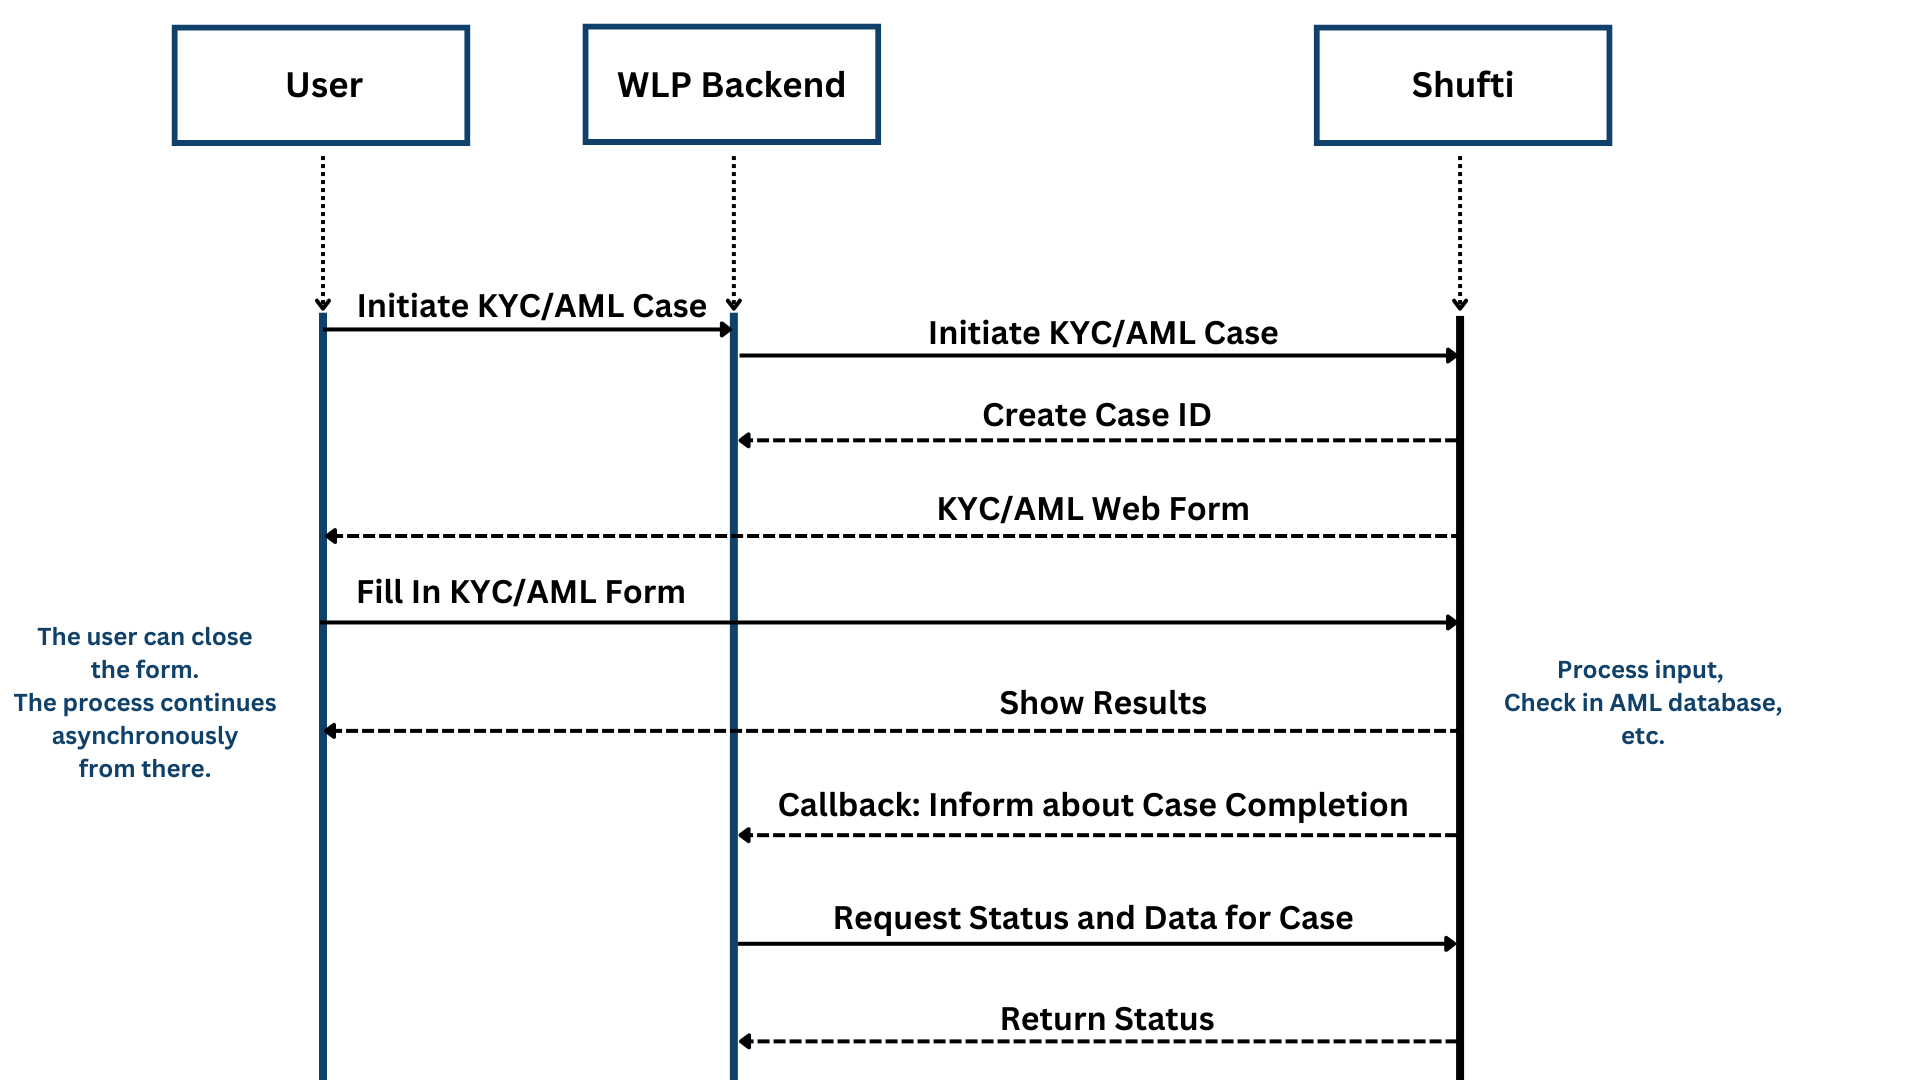 User
WLP Backend
Shufti
Initiate KYC/AML Case
Initiate KYC/AML Case
Create Case ID
KYC/AML Web Form
Fill In KYC/AML Form
The user can close
the form.
The process continues
asynchronously
from there.
Process input,
Check in AML database,
etc.
Show Results
Callback: Inform about Case Completion
Request Status and Data for Case
Return Status